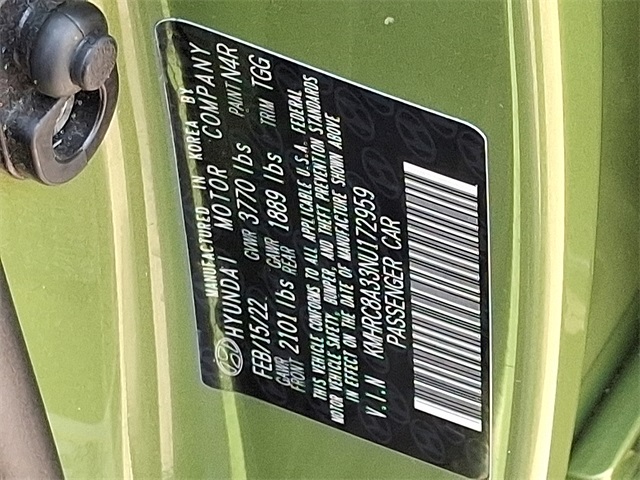 MANUFACTURED IN KOREA BY
HYUNDAI MOTOR COMPANY
FEB/15/22 GVWR 3770 lbs PAINT N4R
GAWR FRONT 2101 lbs GAWR REAR 1889 lbs TRIM TGG
THIS VEHICLE CONFORMS TO ALL APPLICABLE U.S.A. FEDERAL
MOTOR VEHICLE SAFETY, BUMPER, AND THEFT PREVENTION STANDARDS
IN EFFECT ON THE DATE OF MANUFACTURE SHOWN ABOVE
V.I.N KMHRC8A33NU172959
PASSENGER CAR